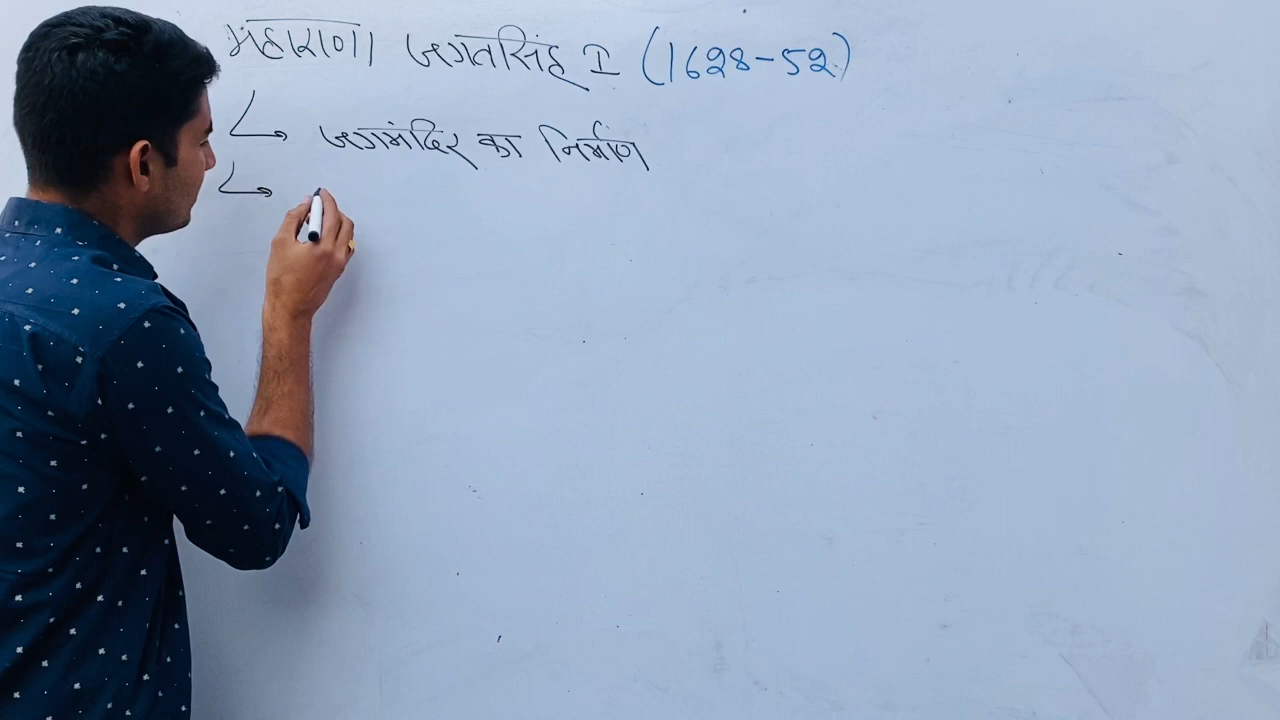 महाराणा जगतसिंह I (1628-52)
जगमंदिर का निर्माण